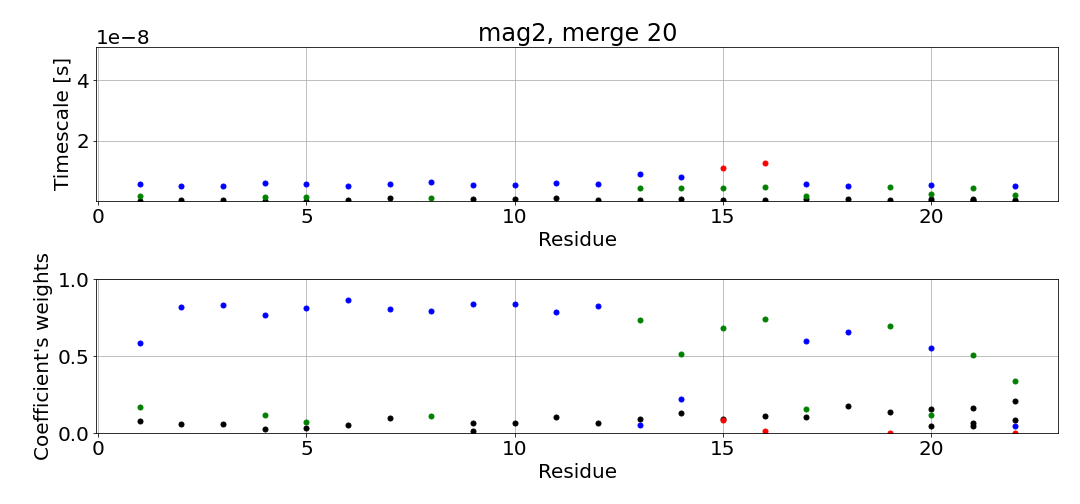 mag2, merge 20
1e−8
Timescale [s]
4
2
0 5 10 15 20
Residue
Coefficient's weights
1.0
0.5
0.0
0 5 10 15 20
Residue